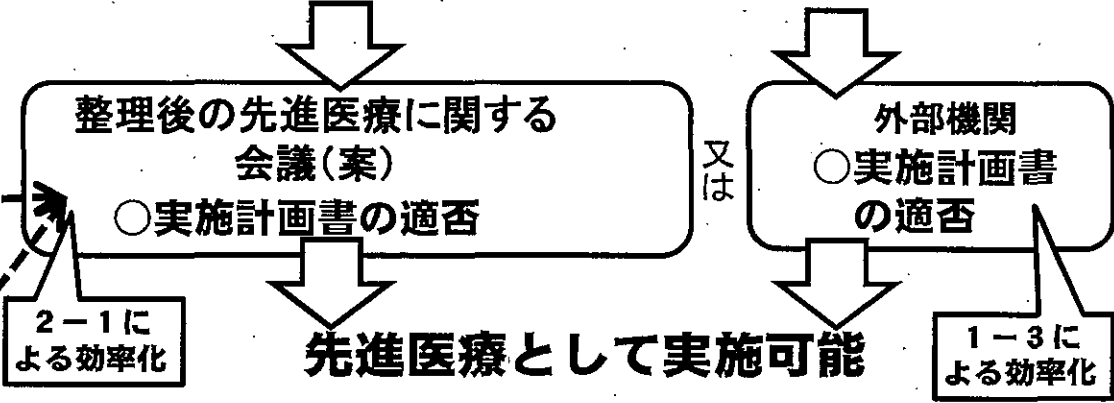 整理後の先進医療に関する
会議(案)
○実施計画書の適否
又は
外部機関
○実施計画書
の適否
2－1に
よる効率化
1－3に
よる効率化
先進医療として実施可能